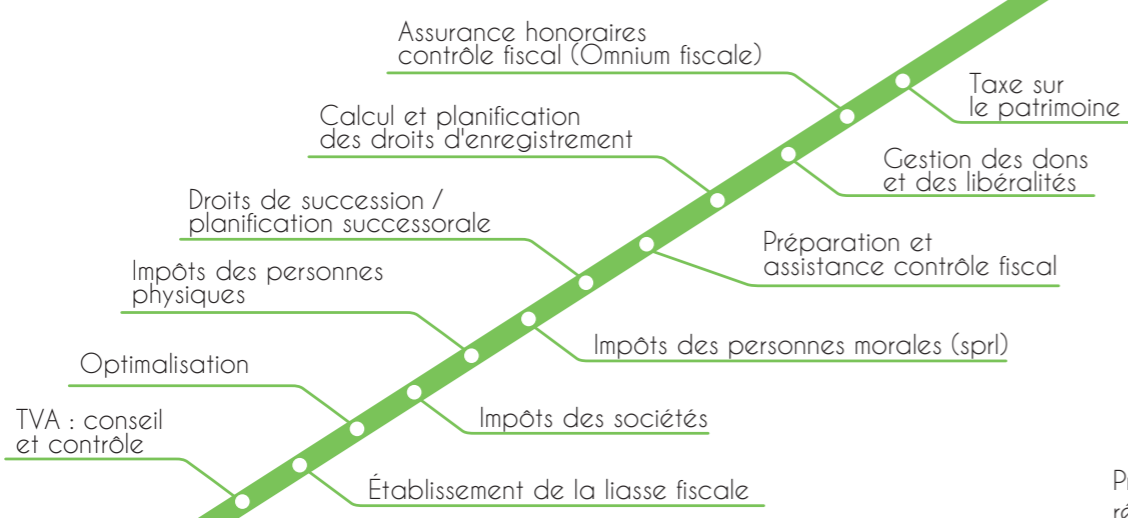 Assurance honoraires
contrôle fiscal (Omnium fiscale)
Taxe sur
le patrimoine
Calcul et planification
des droits d'enregistrement
Gestion des dons
et des libéralités
Droits de succession /
planification successorale
Préparation et
assistance contrôle fiscal
Impôts des personnes
physiques
Impôts des personnes morales (sprl)
Optimalisation
Impôts des sociétés
TVA : conseil
et contrôle
Établissement de la liasse fiscale